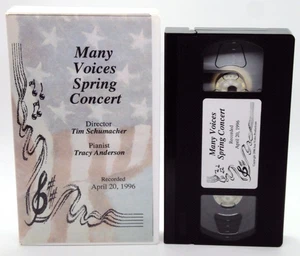 Many
Voices
Spring
Concert
Director
Tim Schumacher
Pianist
Tracy Anderson
Recorded
April 20, 1996
Many Voices
Spring Concert
Recorded
April 20, 1996